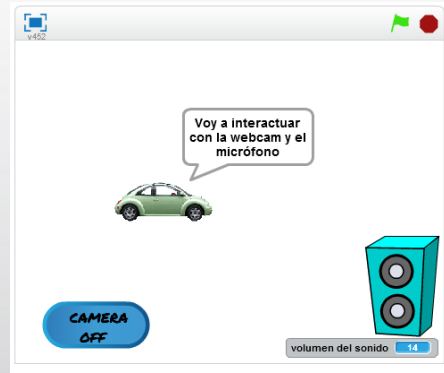 v452
Voy a interactuar
con la webcam y el
micrófono
CAMERA
OFF
volumen del sonido 14